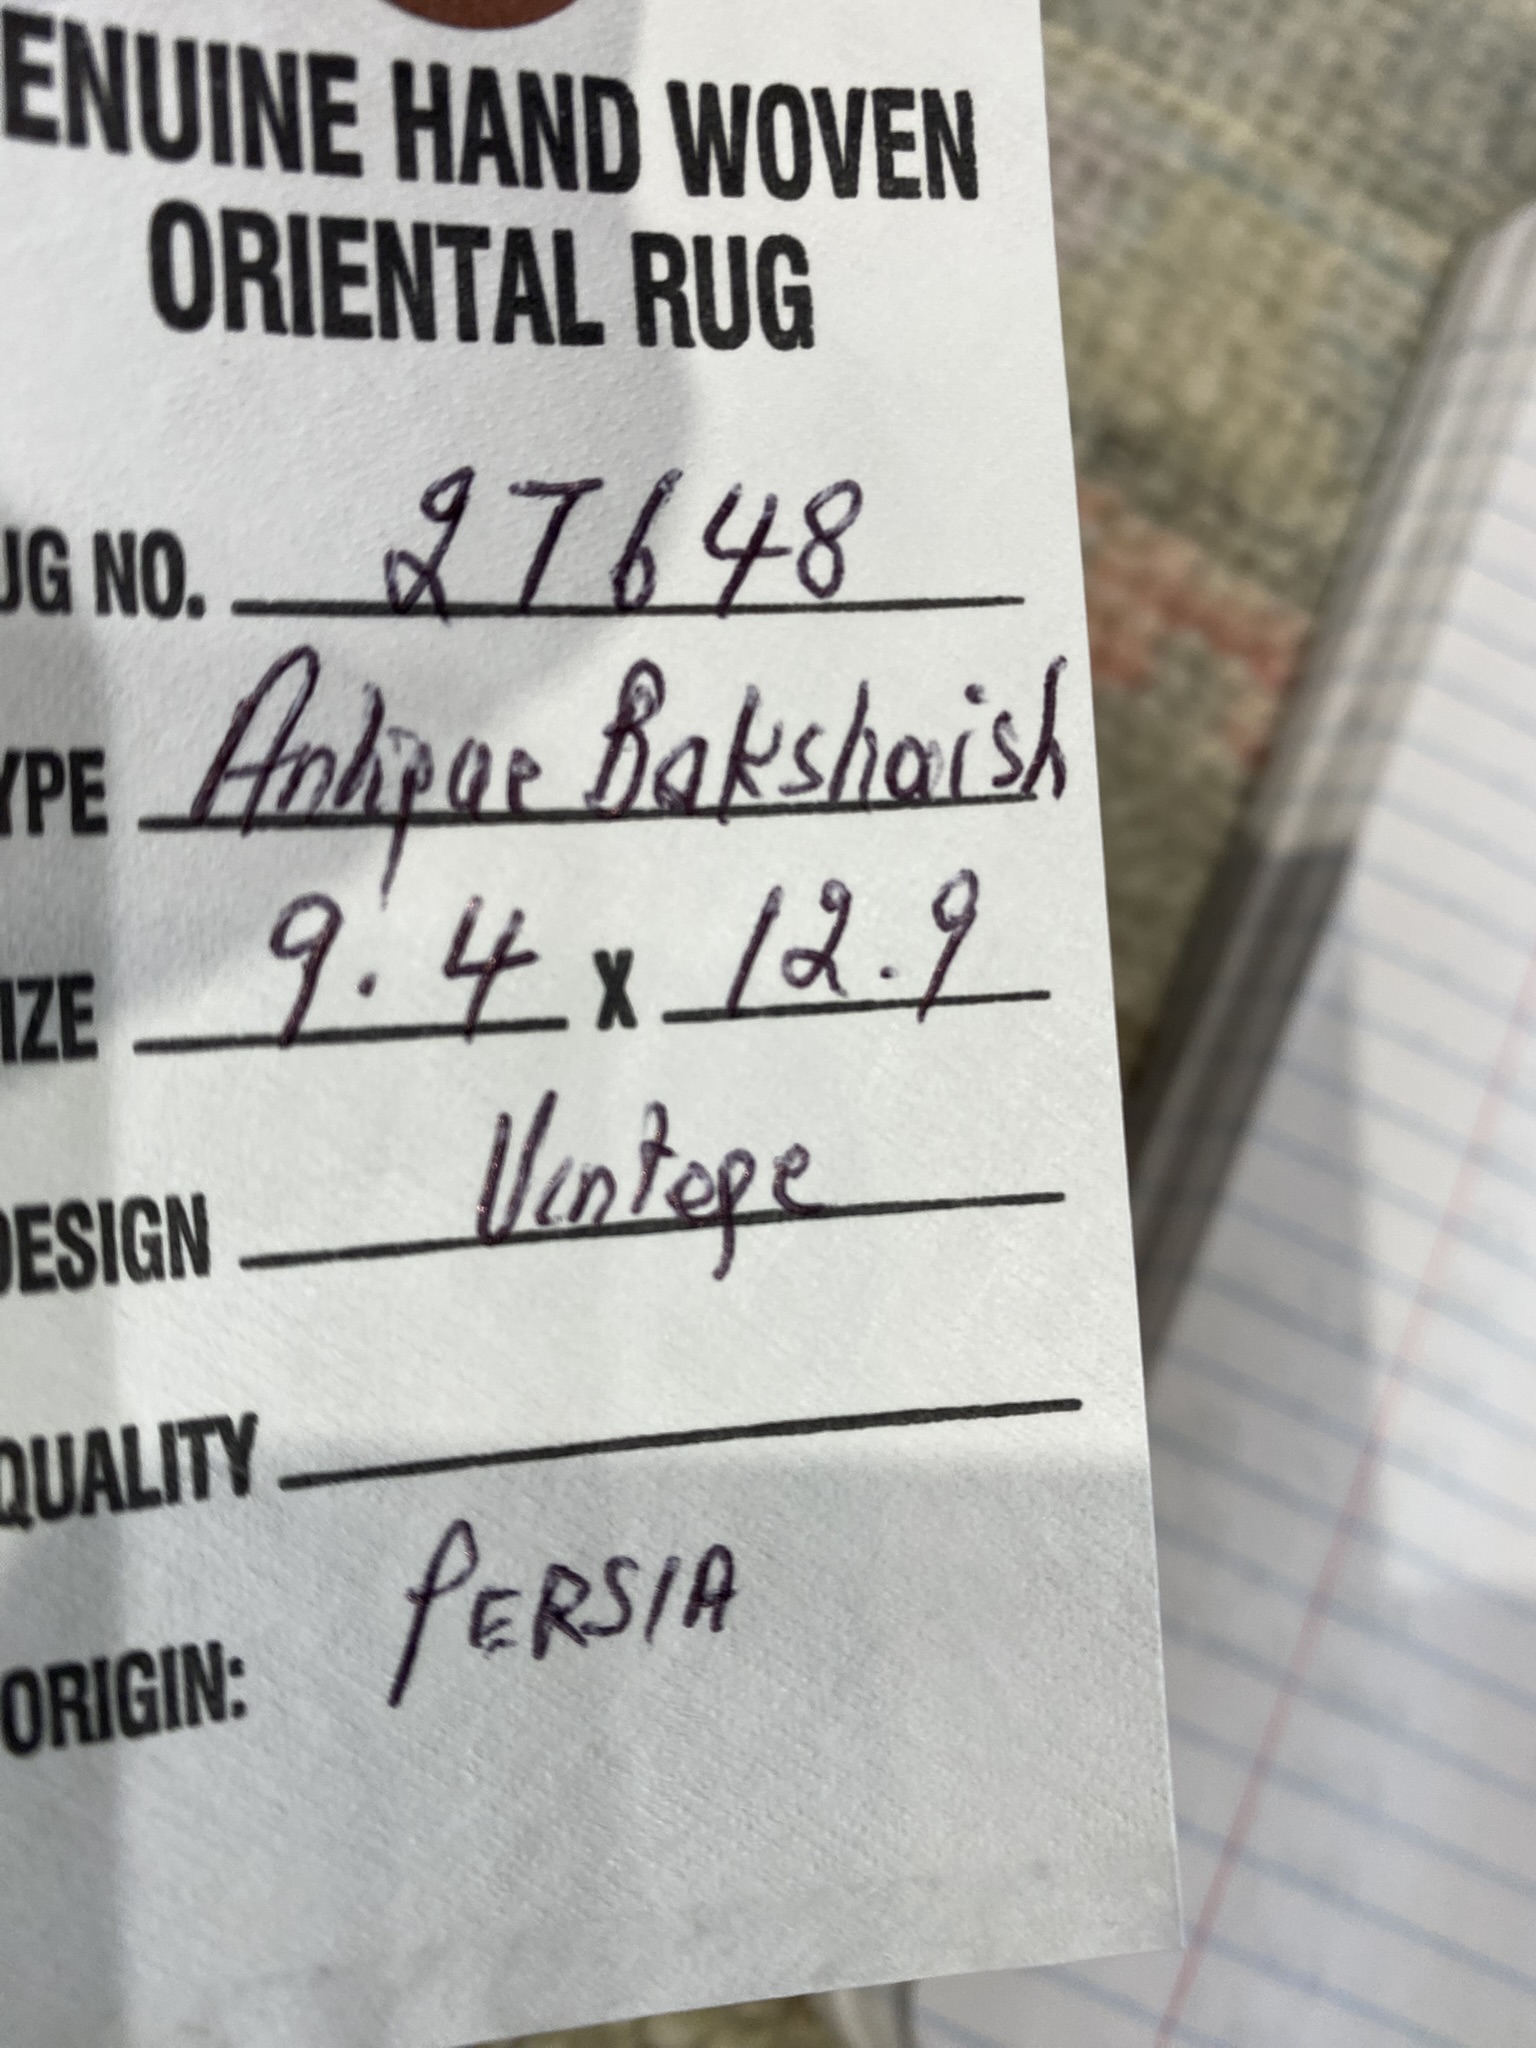 ENUINE HAND WOVEN
ORIENTAL RUG
UG NO. 27648
YPE Antique Bakshaish
IZE 9.4 X 12.9
DESIGN Vintage
QUALITY
ORIGIN: PERSIA